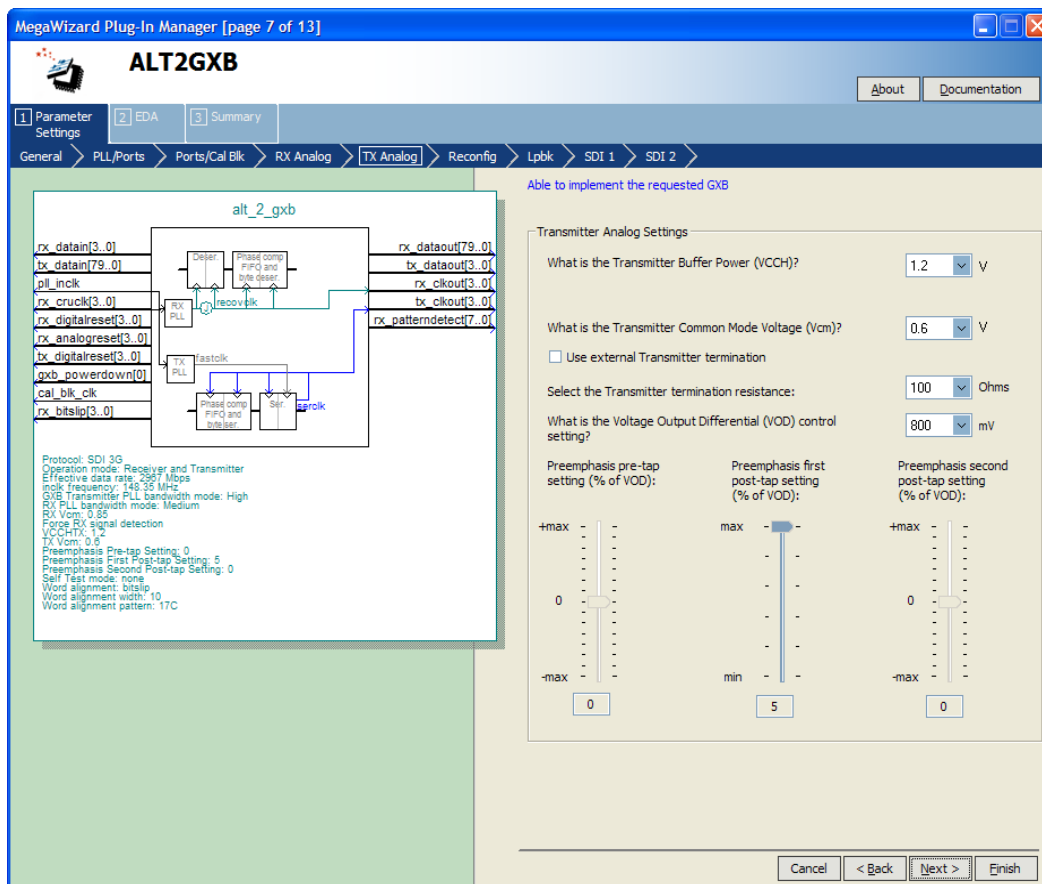 MegaWizard Plug-In Manager [page 7 of 13]
ALT2GXB
About
Documentation
1 Parameter Settings
2 EDA
3 Summary
General
PLL/Ports
Ports/Cal Blk
RX Analog
TX Analog
Reconfig
Lpbk
SDI 1
SDI 2
alt_2_gxb
rx_datain[3..0]
tx_datain[79..0]
pll_inclk
rx_cruclk[3..0]
rx_digitalreset[3..0]
rx_analogreset[3..0]
tx_digitalreset[3..0]
gxb_powerdown[0]
cal_blk_clk
rx_bitslip[3..0]
Deser.
Phase comp
FIFO and
byte deser.
RX
PLL
recovclk
TX
PLL
fastclk
Phase comp
FIFO and
byte ser.
Ser.
serclk
rx_dataout[79..0]
tx_dataout[3..0]
rx_clkout[3..0]
tx_clkout[3..0]
rx_patterndetect[7..0]
Protocol: SDI 3G
Operation mode: Receiver and Transmitter
Effective data rate: 2967 Mbps
inclk frequency: 148.35 MHz
GXB Transmitter PLL bandwidth mode: High
RX PLL bandwidth mode: Medium
RX Vcm: 0.85
Force RX signal detection
VCCHTX: 1.2
TX Vcm: 0.6
Preemphasis Pre-tap Setting: 0
Preemphasis First Post-tap Setting: 5
Preemphasis Second Post-tap Setting: 0
Self Test mode: none
Word alignment: bitslip
Word alignment width: 10
Word alignment pattern: 17C
Able to implement the requested GXB
Transmitter Analog Settings
What is the Transmitter Buffer Power (VCCH)?
1.2 V
What is the Transmitter Common Mode Voltage (Vcm)?
0.6 V
Use external Transmitter termination
Select the Transmitter termination resistance:
100 Ohms
What is the Voltage Output Differential (VOD) control
setting?
800 mV
Preemphasis pre-tap
setting (% of VOD):
+max
0
-max
0
Preemphasis first
post-tap setting
(% of VOD):
max
min
5
Preemphasis second
post-tap setting
(% of VOD):
+max
0
-max
0
Cancel
< Back
Next >
Finish